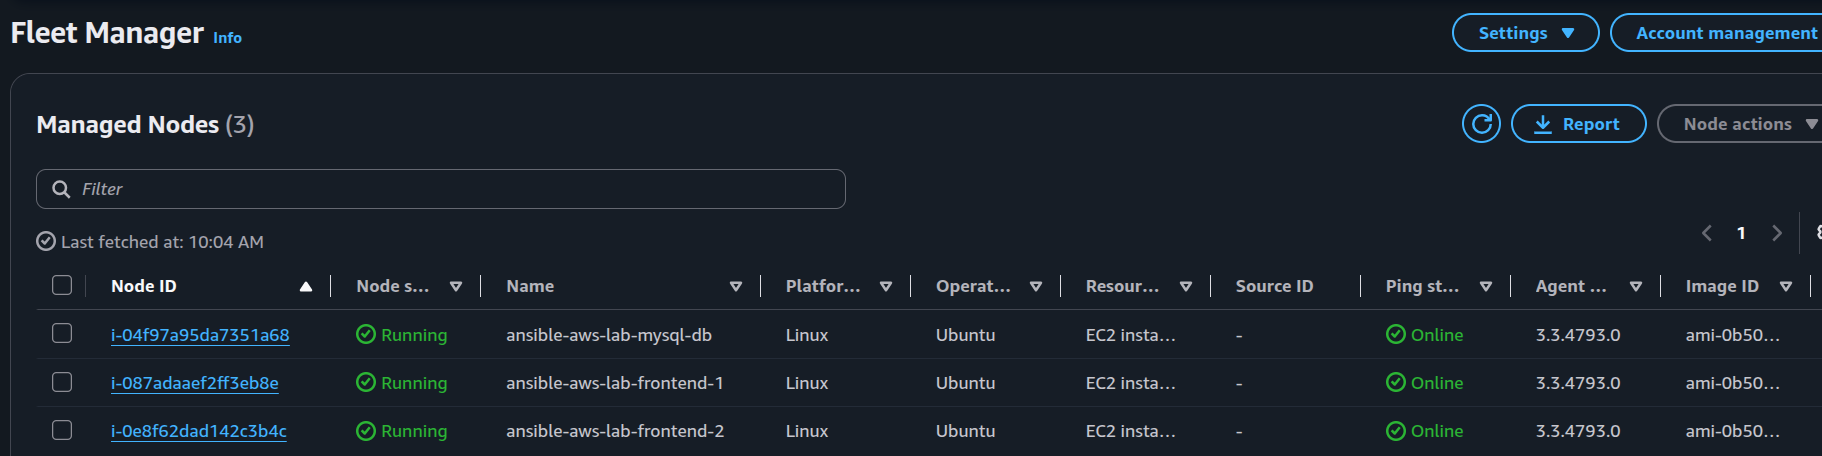 Fleet Manager Info
Settings Account management
Managed Nodes (3)
Report Node actions
Filter
Last fetched at: 10:04 AM
1
Node ID Node s... Name Platfor... Operat... Resour... Source ID Ping st... Agent ... Image ID
i-04f97a95da7351a68 Running ansible-aws-lab-mysql-db Linux Ubuntu EC2 insta... - Online 3.3.4793.0 ami-0b50...
i-087adaaef2ff3eb8e Running ansible-aws-lab-frontend-1 Linux Ubuntu EC2 insta... - Online 3.3.4793.0 ami-0b50...
i-0e8f62dad142c3b4c Running ansible-aws-lab-frontend-2 Linux Ubuntu EC2 insta... - Online 3.3.4793.0 ami-0b50...